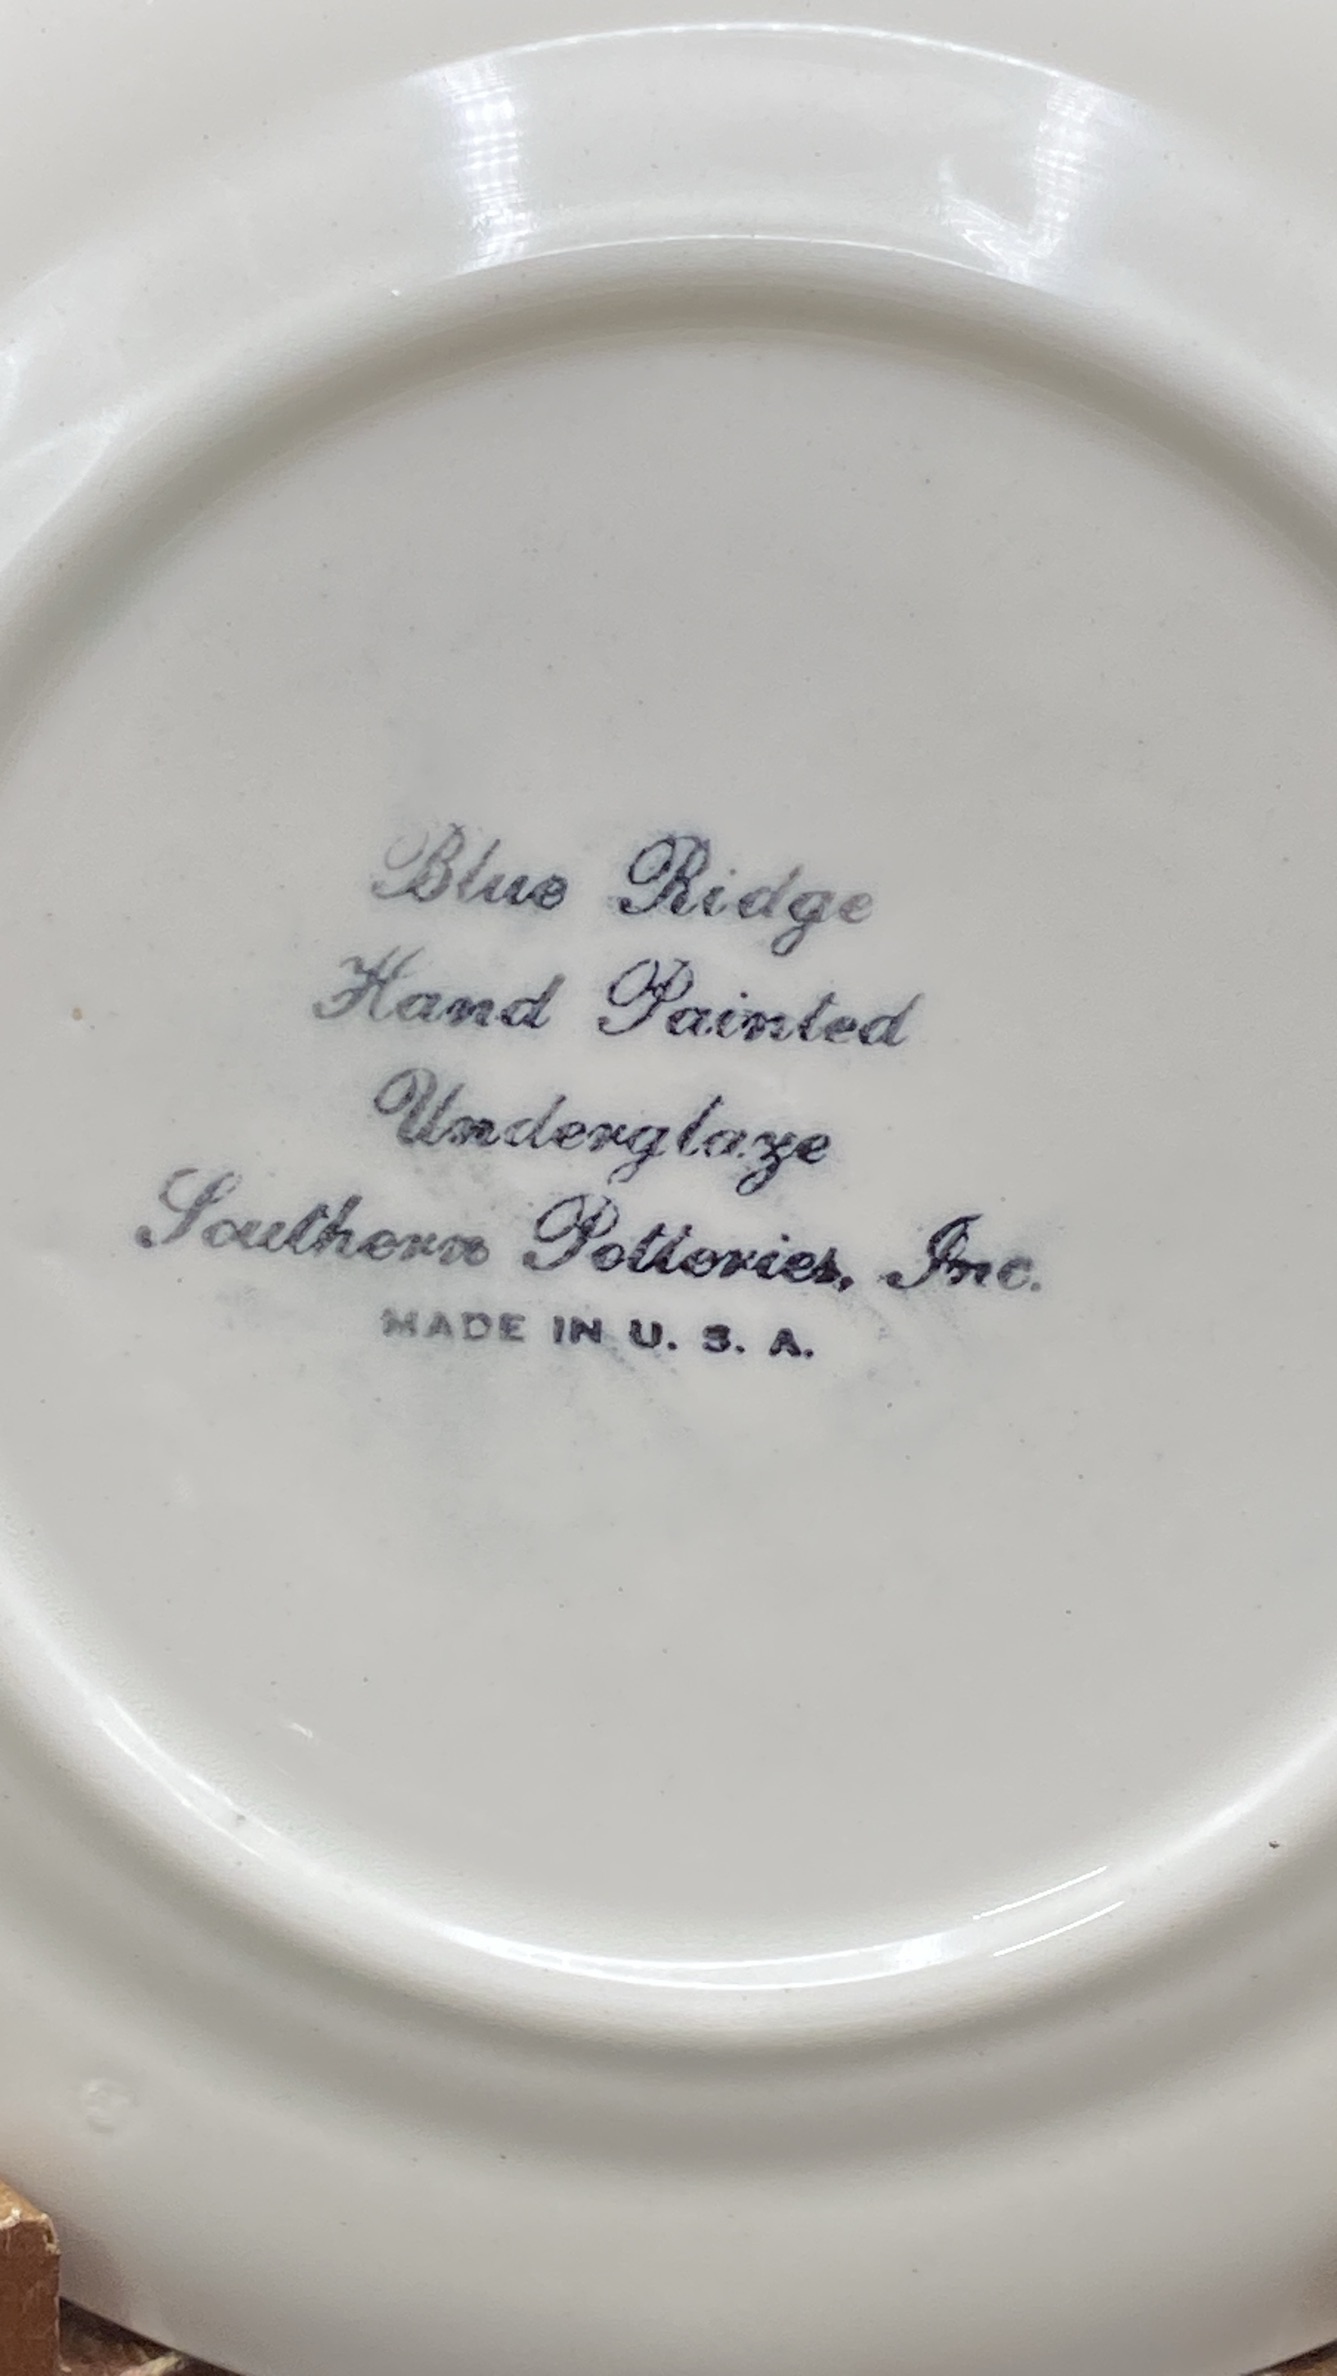 Blue Ridge
Hand Painted
Underglaze
Southern Potteries, Inc.
MADE IN U. S. A.